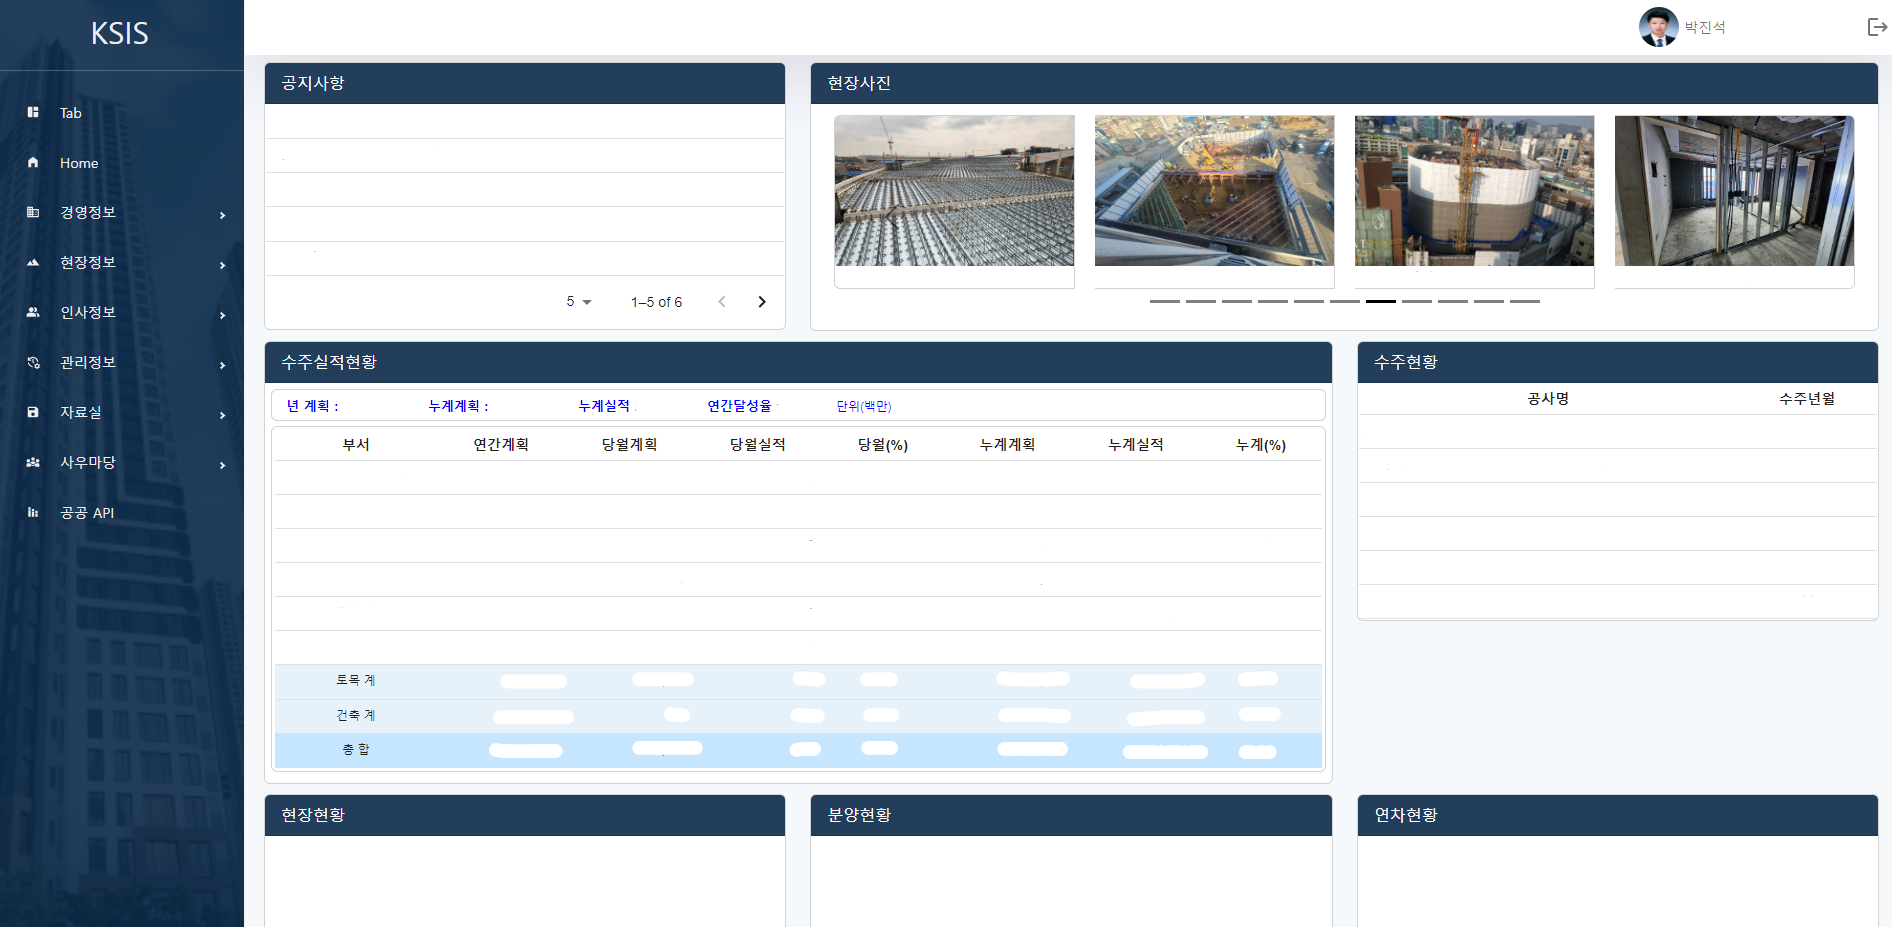 KSIS
박진석
Tab
Home
경영정보
현장정보
인사정보
관리정보
자료실
사우마당
공공 API
공지사항
5
1–5 of 6
현장사진
수주실적현황
년 계획 : 누계계획 : 누계실적 연간달성율 단위(백만)
부서 연간계획 당월계획 당월실적 당월(%) 누계계획 누계실적 누계(%)
토목 계
건축 계
총 합
수주현황
공사명 수주년월
현장현황
분양현황
연차현황